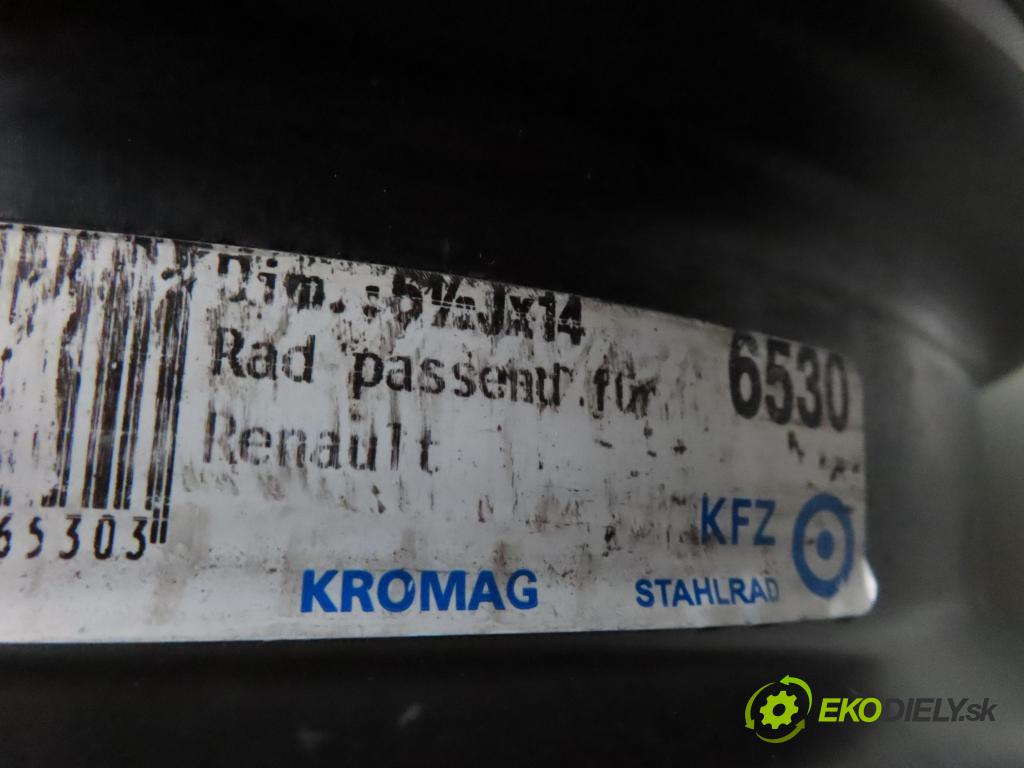 Dim.:5½Jx14
Rad passend für
Renault
6530
65303
KFZ
KROMAG
STAHLRAD
EKODIELY.sk